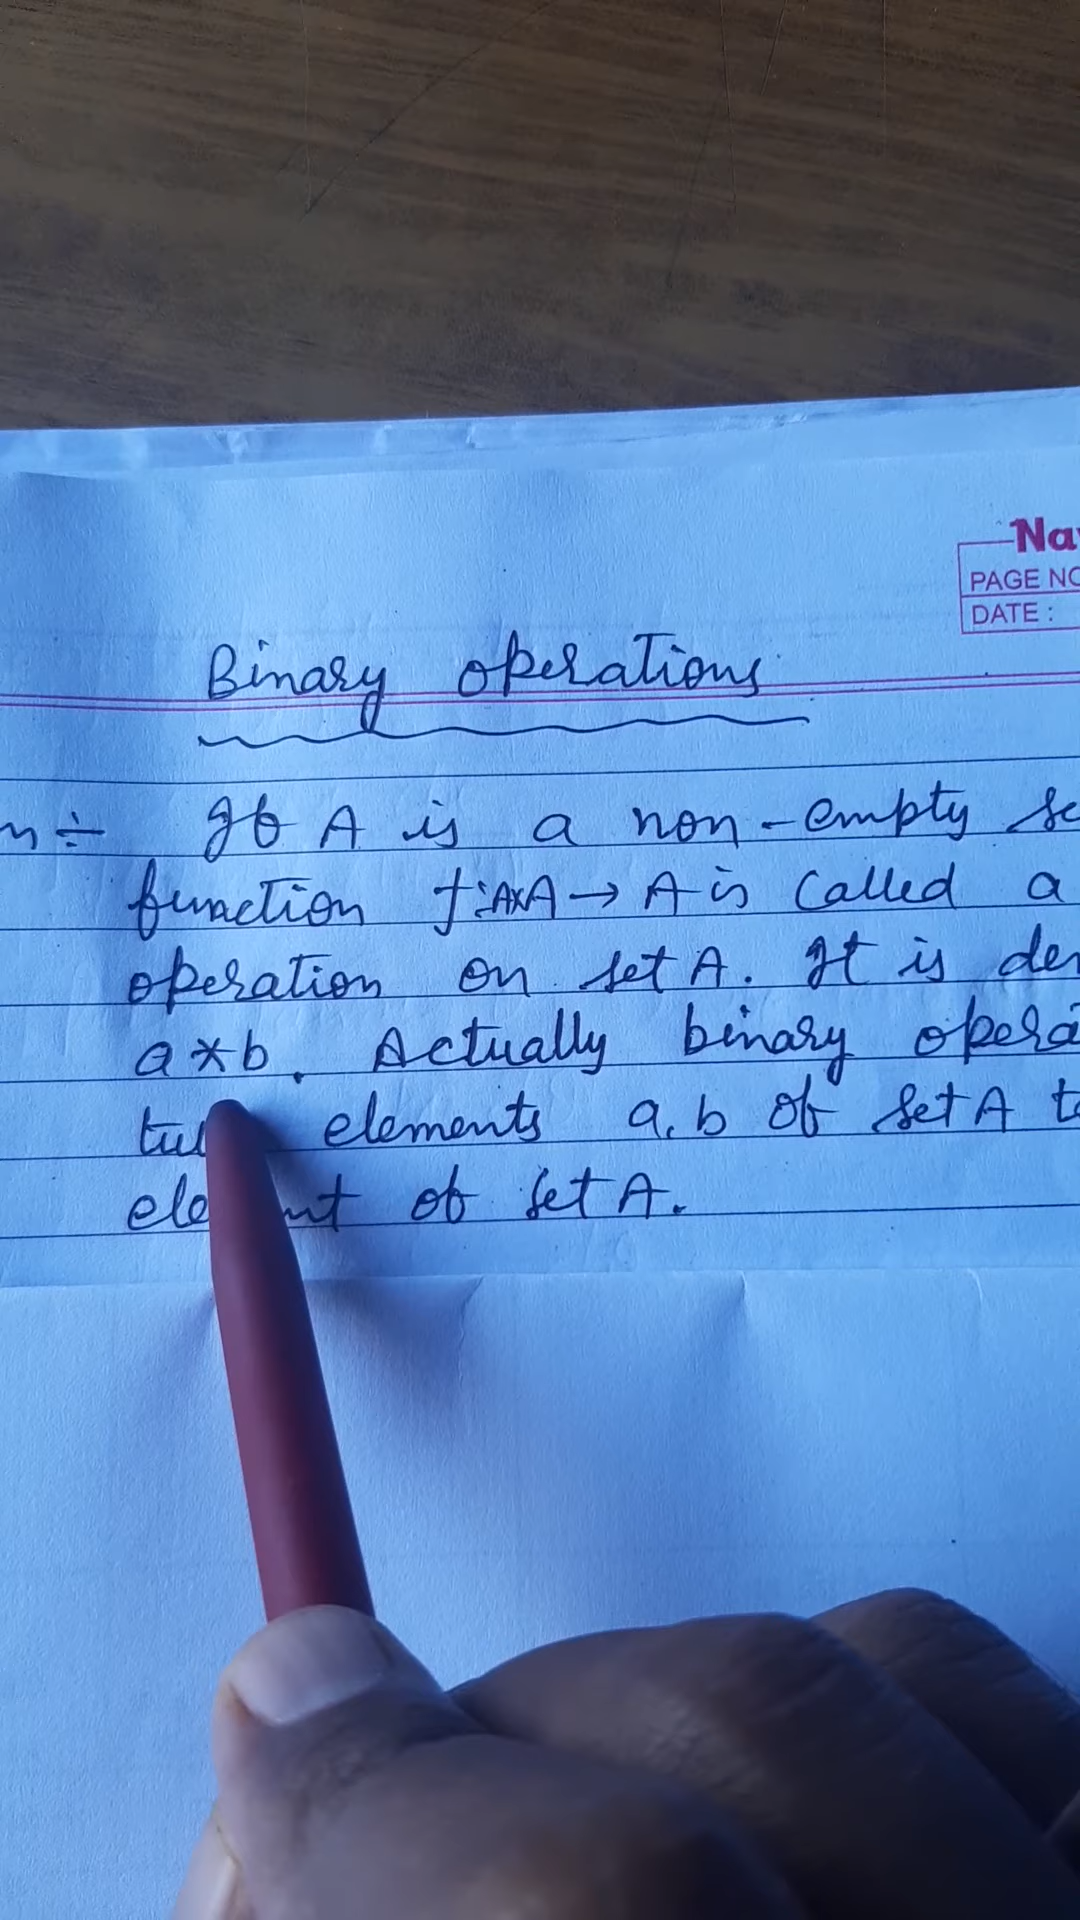 Na
PAGE NO
DATE :
Binary operations
If A is a non-empty
function f: A×A → A is called a
operation on set A. It is
a * b. Actually binary
elements a, b of set A
of set A.